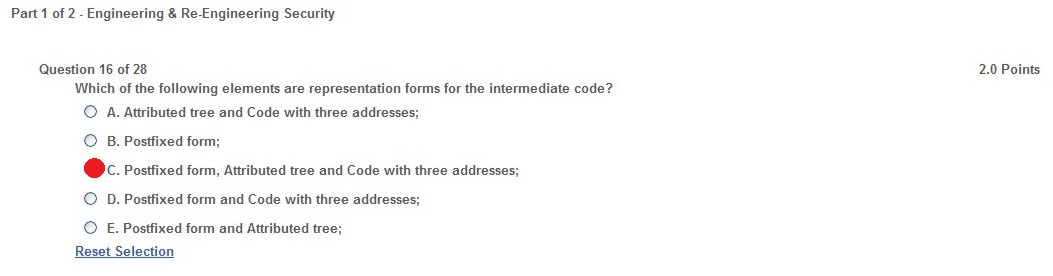 Part 1 of 2 - Engineering & Re-Engineering Security
Question 16 of 28
2.0 Points
Which of the following elements are representation forms for the intermediate code?
A. Attributed tree and Code with three addresses;
B. Postfixed form;
C. Postfixed form, Attributed tree and Code with three addresses;
D. Postfixed form and Code with three addresses;
E. Postfixed form and Attributed tree;
Reset Selection